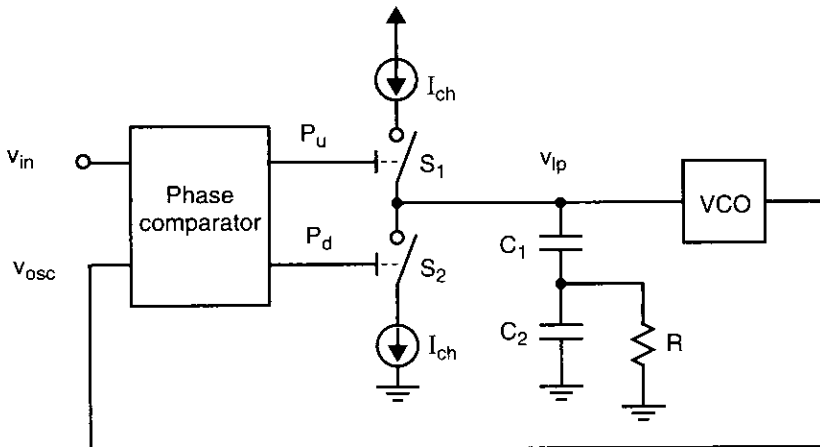 I_ch
P_u
v_in
S_1
v_lp
Phase
comparator
VCO
C_1
P_d
v_osc
S_2
C_2
R
I_ch